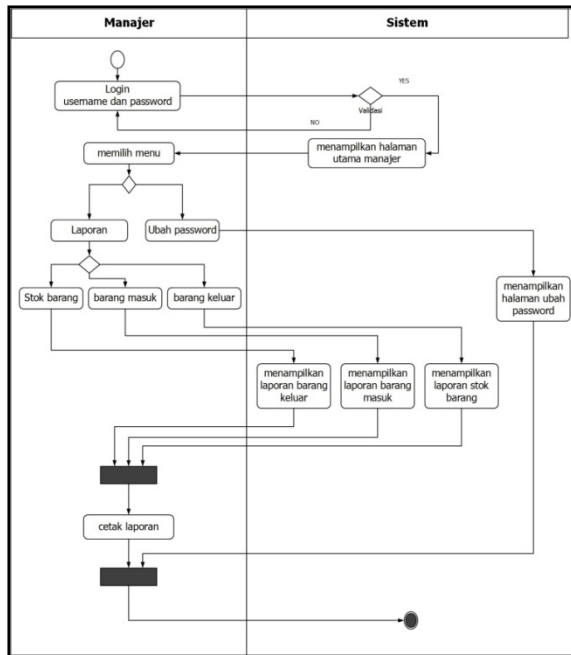 Manajer
Sistem
Login
username dan password
YES
Validasi
NO
memilih menu
menampilkan halaman
utama manajer
Laporan
Ubah password
Stok barang
barang masuk
barang keluar
menampilkan
halaman ubah
password
menampilkan
laporan barang
keluar
menampilkan
laporan barang
masuk
menampilkan
laporan stok
barang
cetak laporan